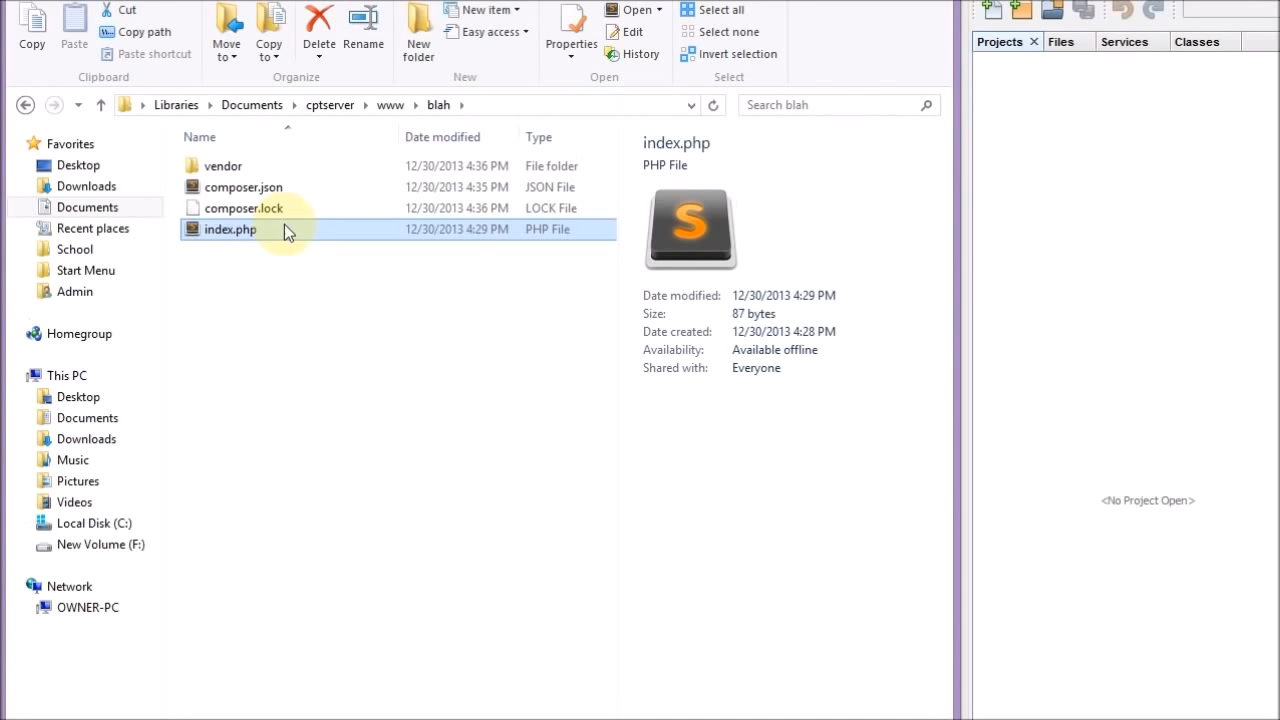 Copy
Paste
Cut
Copy path
Paste shortcut
Clipboard
Move
to
Copy
to
Delete
Rename
Organize
New
folder
New item
Easy access
New
Properties
Open
Edit
History
Open
Select all
Select none
Invert selection
Select
Libraries
Documents
cptserver
www
blah
Search blah
Favorites
Desktop
Downloads
Documents
Recent places
School
Start Menu
Admin
Homegroup
This PC
Desktop
Documents
Downloads
Music
Pictures
Videos
Local Disk (C:)
New Volume (F:)
Network
OWNER-PC
Name Date modified Type
vendor 12/30/2013 4:36 PM File folder
composer.json 12/30/2013 4:35 PM JSON File
composer.lock 12/30/2013 4:36 PM LOCK File
index.php 12/30/2013 4:29 PM PHP File
index.php
PHP File
S
Date modified: 12/30/2013 4:29 PM
Size: 87 bytes
Date created: 12/30/2013 4:28 PM
Availability: Available offline
Shared with: Everyone
Projects
Files
Services
Classes
<No Project Open>